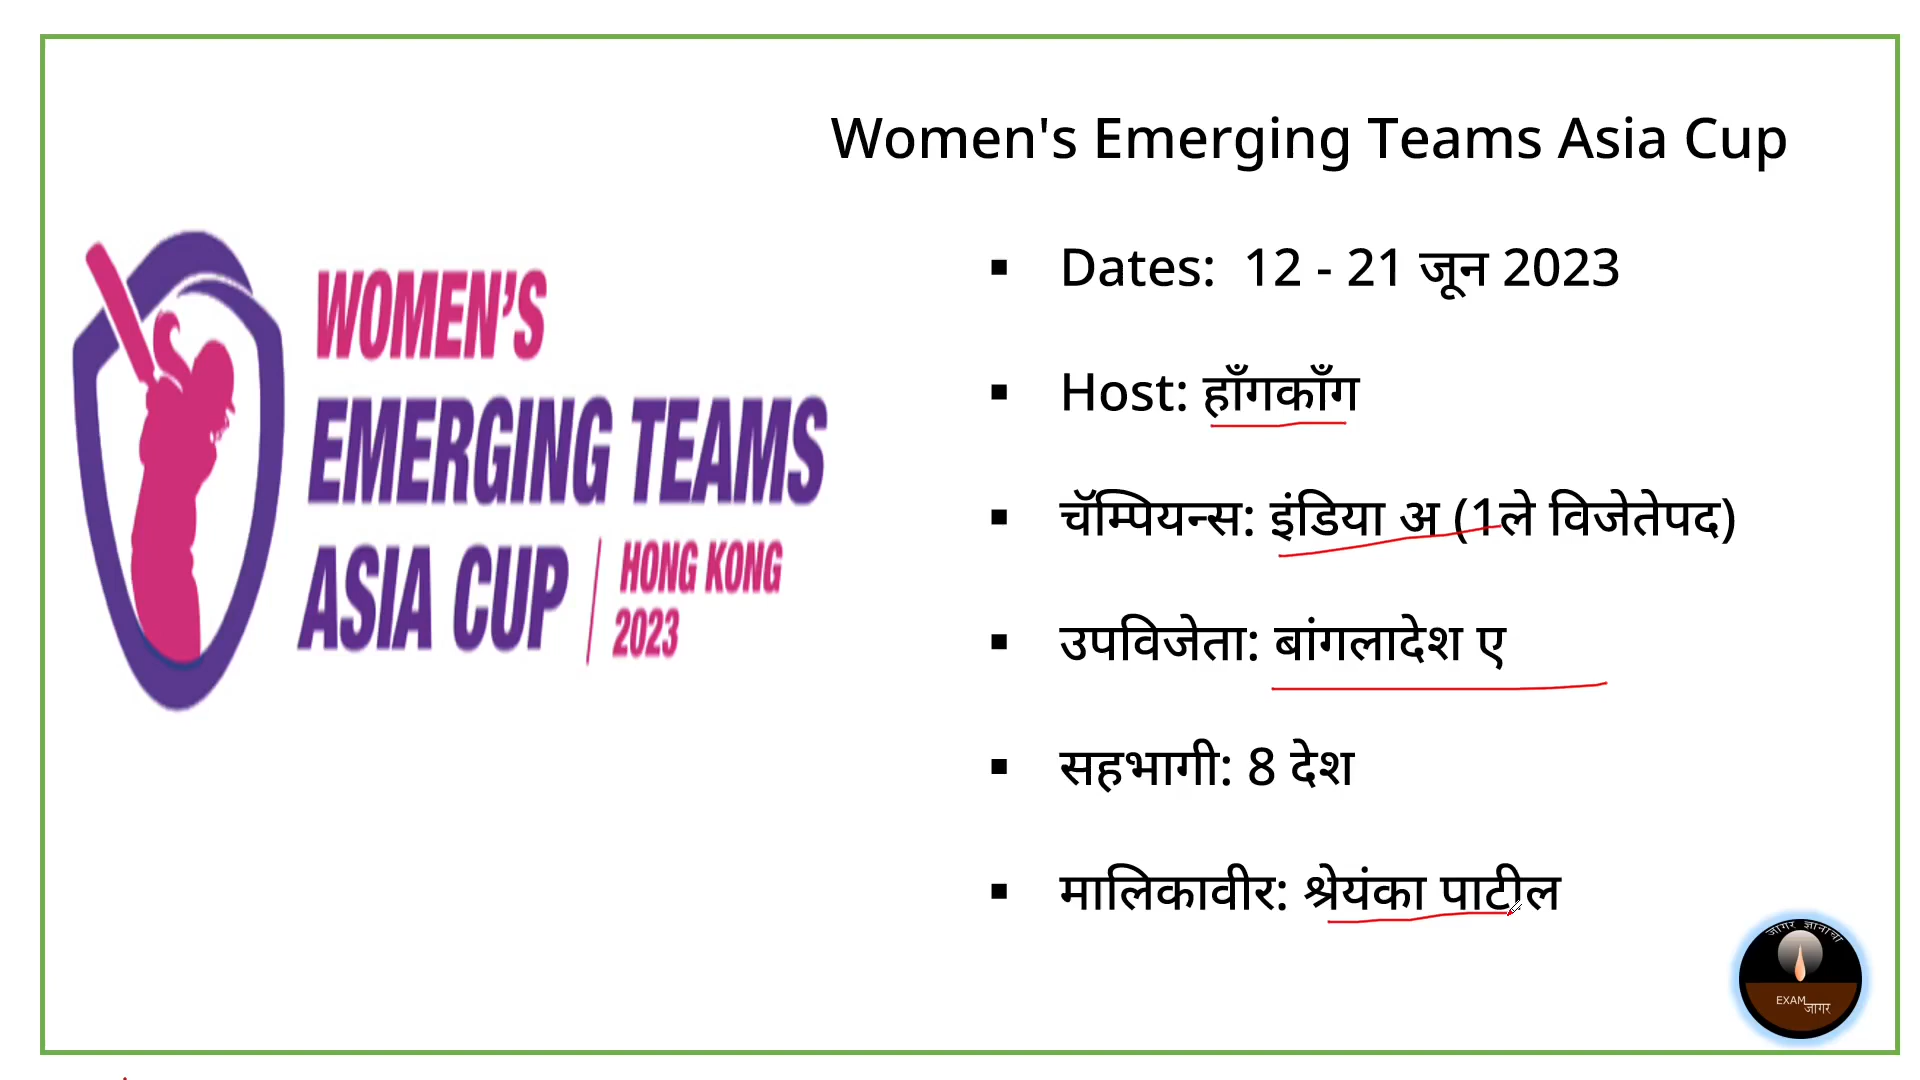 Women's Emerging Teams Asia Cup
WOMEN'S
EMERGING TEAMS
ASIA CUP
HONG KONG
2023
▪ Dates: 12 - 21 जून 2023
▪ Host: हाँगकाँग
▪ चॅम्पियन्स: इंडिया अ (1ले विजेतेपद)
▪ उपविजेता: बांगलादेश ए
▪ सहभागी: 8 देश
▪ मालिकावीर: श्रेयंका पाटील
जागर ज्ञानाचा
EXAM
जागर